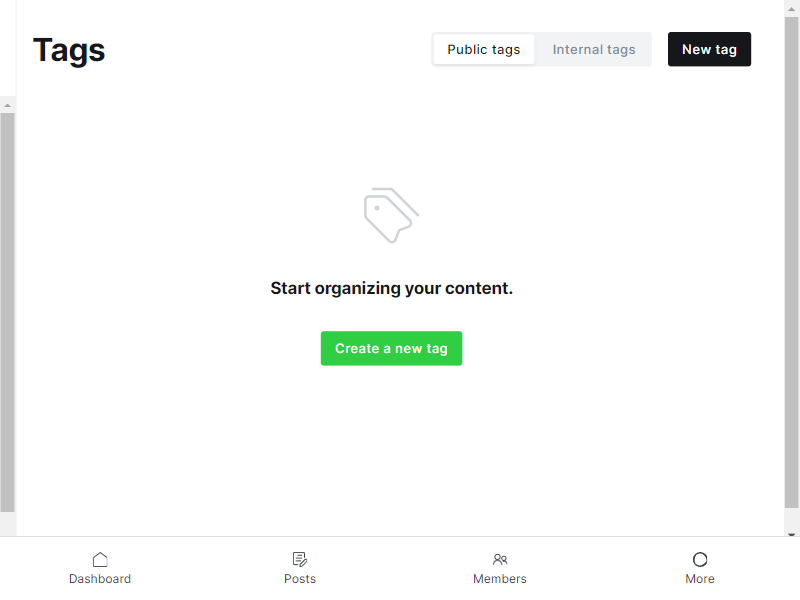 Tags
Public tags
Internal tags
New tag
Start organizing your content.
Create a new tag
Dashboard
Posts
Members
More